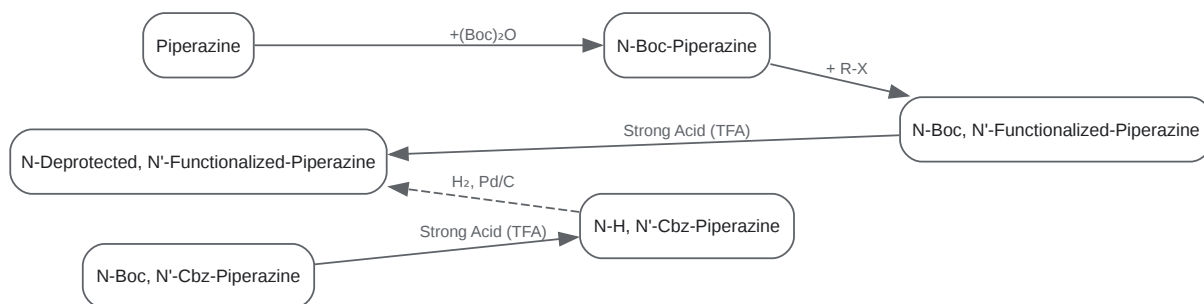 +(Boc)₂O
Piperazine
N-Boc-Piperazine
+ R-X
N-Boc, N'-Functionalized-Piperazine
Strong Acid (TFA)
N-Deprotected, N'-Functionalized-Piperazine
H₂, Pd/C
N-H, N'-Cbz-Piperazine
Strong Acid (TFA)
N-Boc, N'-Cbz-Piperazine